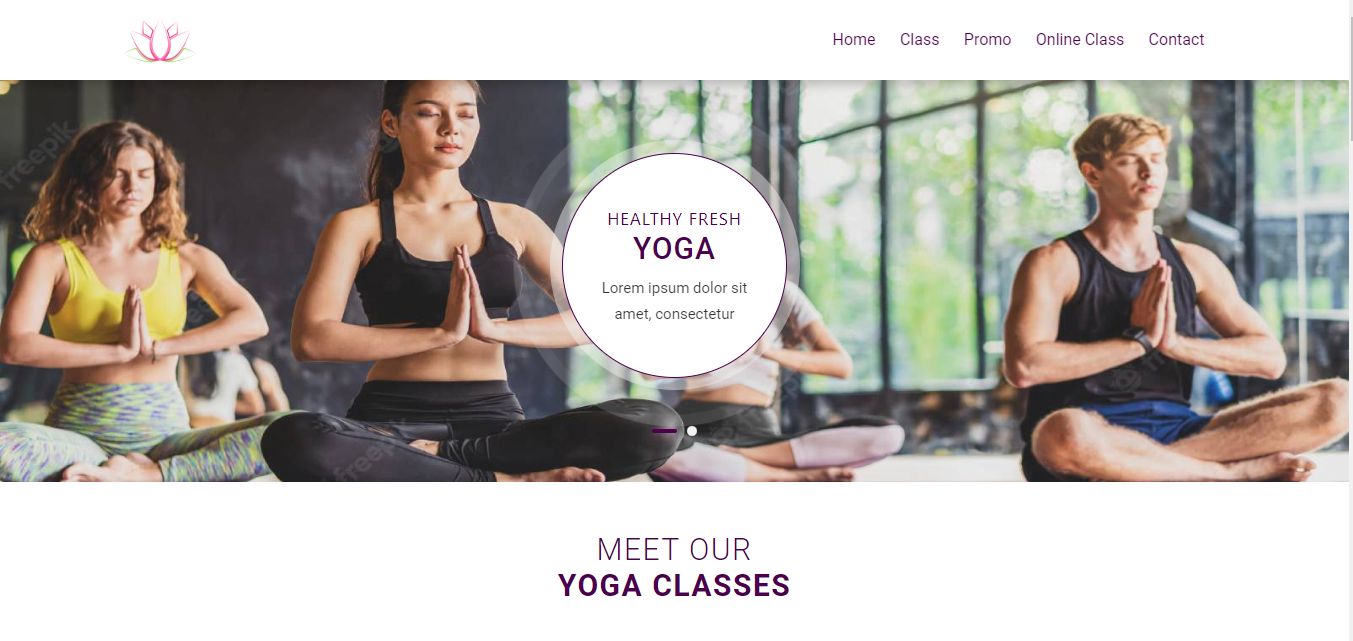 Home Class Promo Online Class Contact
freepik
HEALTHY FRESH
YOGA
Lorem ipsum dolor sit
amet, consectetur
freepik
MEET OUR
YOGA CLASSES